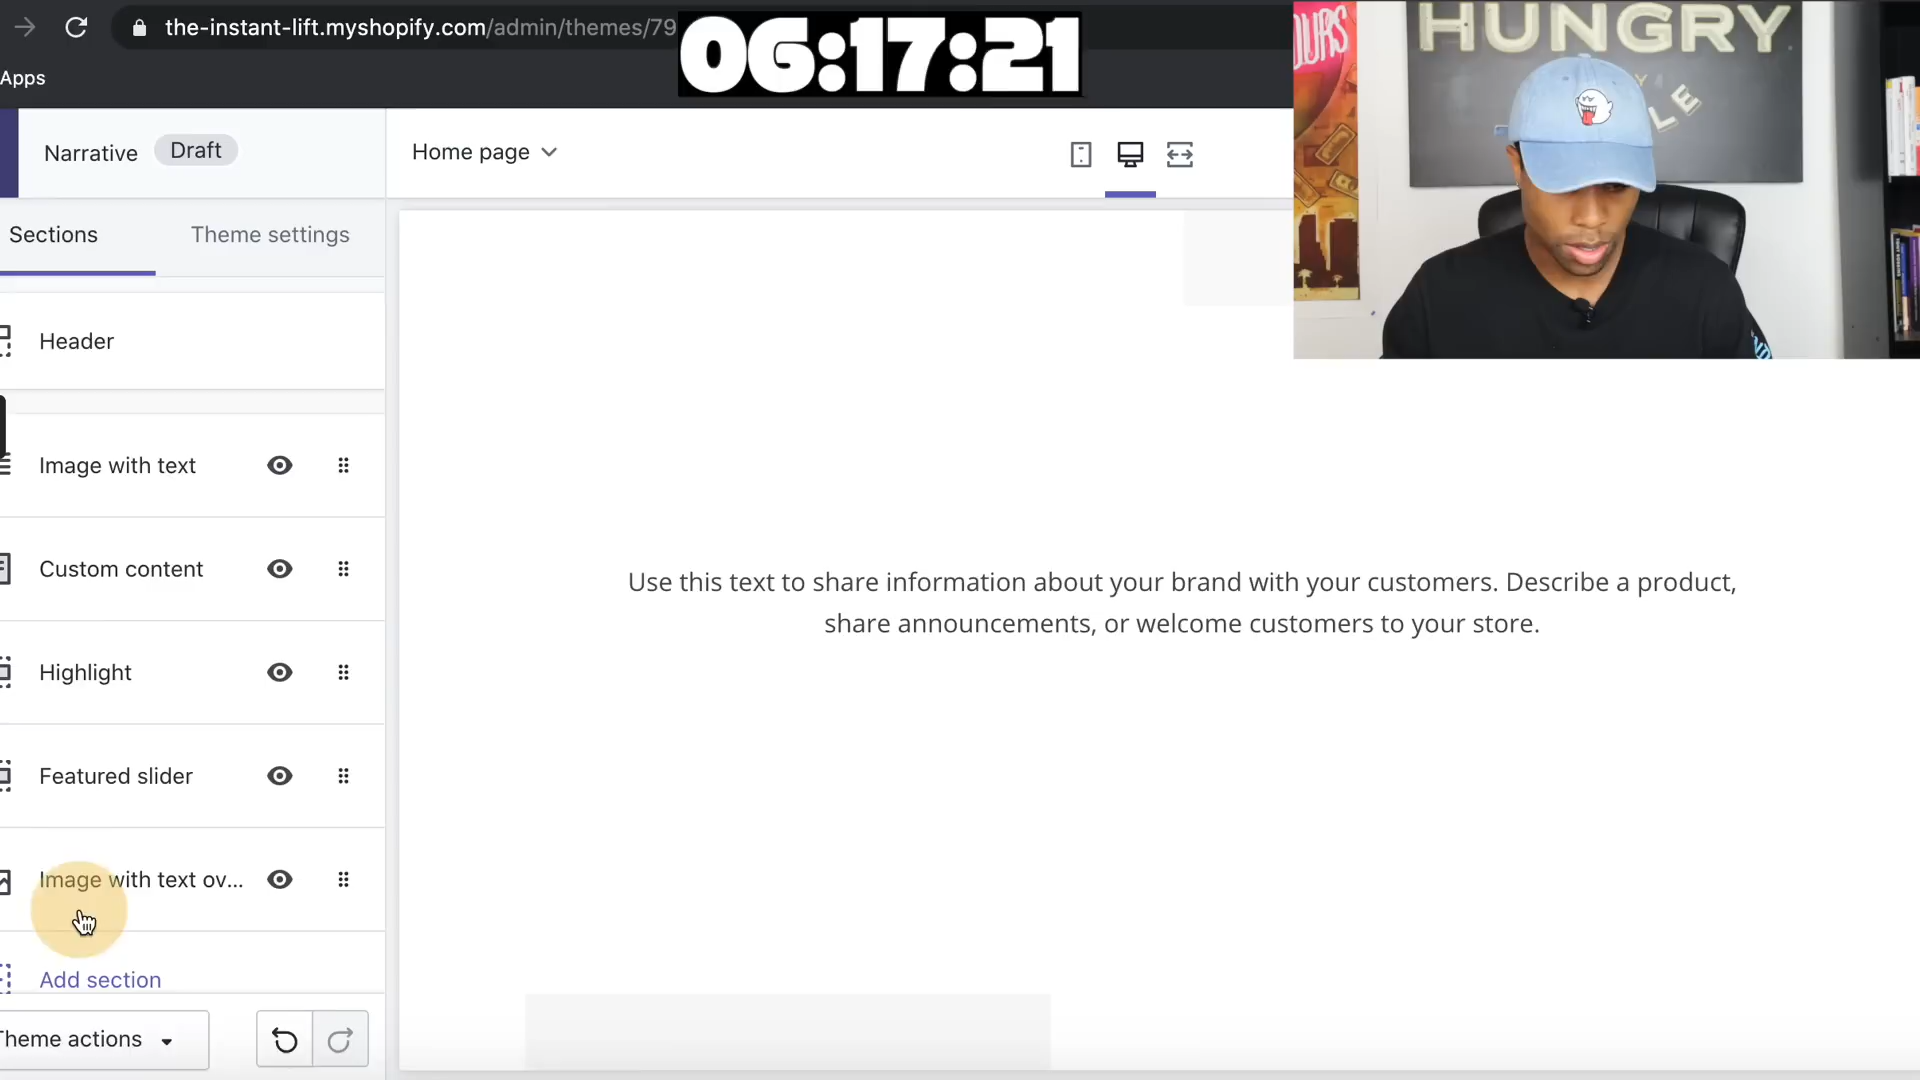 the-instant-lift.myshopify.com/admin/themes/79
06:17:21
Apps
HUNGRY
Narrative
Draft
Home page
Sections
Theme settings
Header
Image with text
Custom content
Highlight
Featured slider
Image with text ov...
Add section
Theme actions
Use this text to share information about your brand with your customers. Describe a product,
share announcements, or welcome customers to your store.